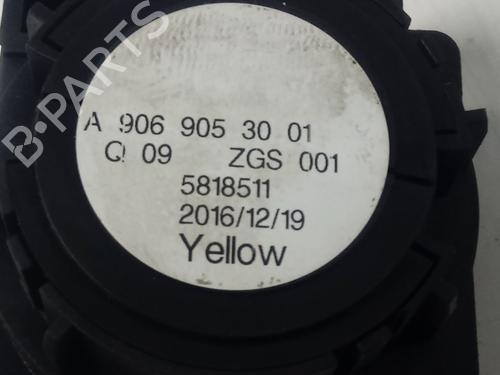 A 906 905 30 01
Q 09 ZGS 001
5818511
2016/12/19
Yellow
B-PARTS